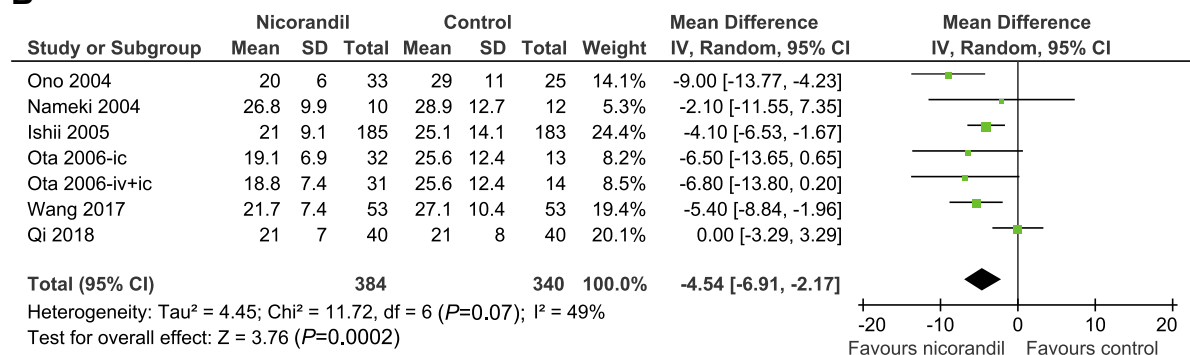 B
Nicorandil Control Mean Difference Mean Difference
Study or Subgroup Mean SD Total Mean SD Total Weight IV, Random, 95% CI IV, Random, 95% CI
Ono 2004 20 6 33 29 11 25 14.1% -9.00 [-13.77, -4.23]
Nameki 2004 26.8 9.9 10 28.9 12.7 12 5.3% -2.10 [-11.55, 7.35]
Ishii 2005 21 9.1 185 25.1 14.1 183 24.4% -4.10 [-6.53, -1.67]
Ota 2006-ic 19.1 6.9 32 25.6 12.4 13 8.2% -6.50 [-13.65, 0.65]
Ota 2006-iv+ic 18.8 7.4 31 25.6 12.4 14 8.5% -6.80 [-13.80, 0.20]
Wang 2017 21.7 7.4 53 27.1 10.4 53 19.4% -5.40 [-8.84, -1.96]
Qi 2018 21 7 40 21 8 40 20.1% 0.00 [-3.29, 3.29]
Total (95% CI) 384 340 100.0% -4.54 [-6.91, -2.17]
Heterogeneity: Tau² = 4.45; Chi² = 11.72, df = 6 (P=0.07); I² = 49%
Test for overall effect: Z = 3.76 (P=0.0002)
-20 -10 0 10 20
Favours nicorandil Favours control